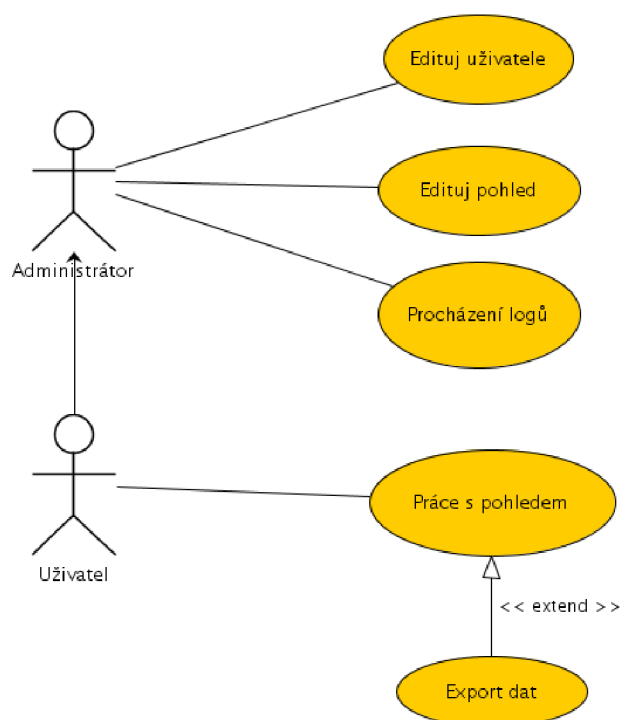 Edituj uživatele
Edituj pohled
Administrátor
Procházení logů
Práce s pohledem
Uživatel
<< extend >>
Export dat